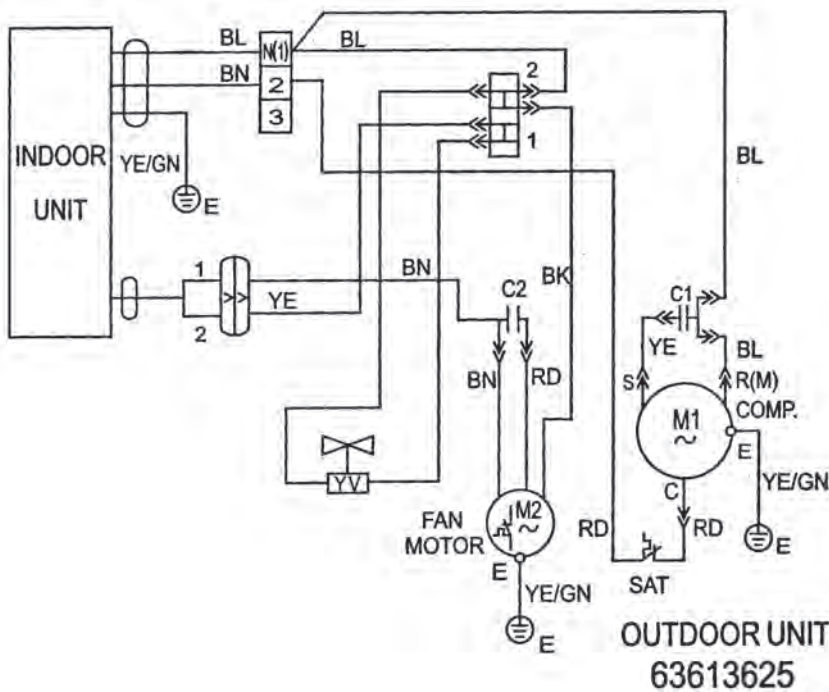 BL
N(1)
BL
BN
2
2
3
1
INDOOR
UNIT
YE/GN
E
BL
1
BN
YE
2
BK
C2
C1
YE
BL
BN
RD
S
R(M)
COMP.
M1
~
E
YV
C
YE/GN
FAN
MOTOR
M2
~
RD
RD
E
E
SAT
YE/GN
E
OUTDOOR UNIT
63613625